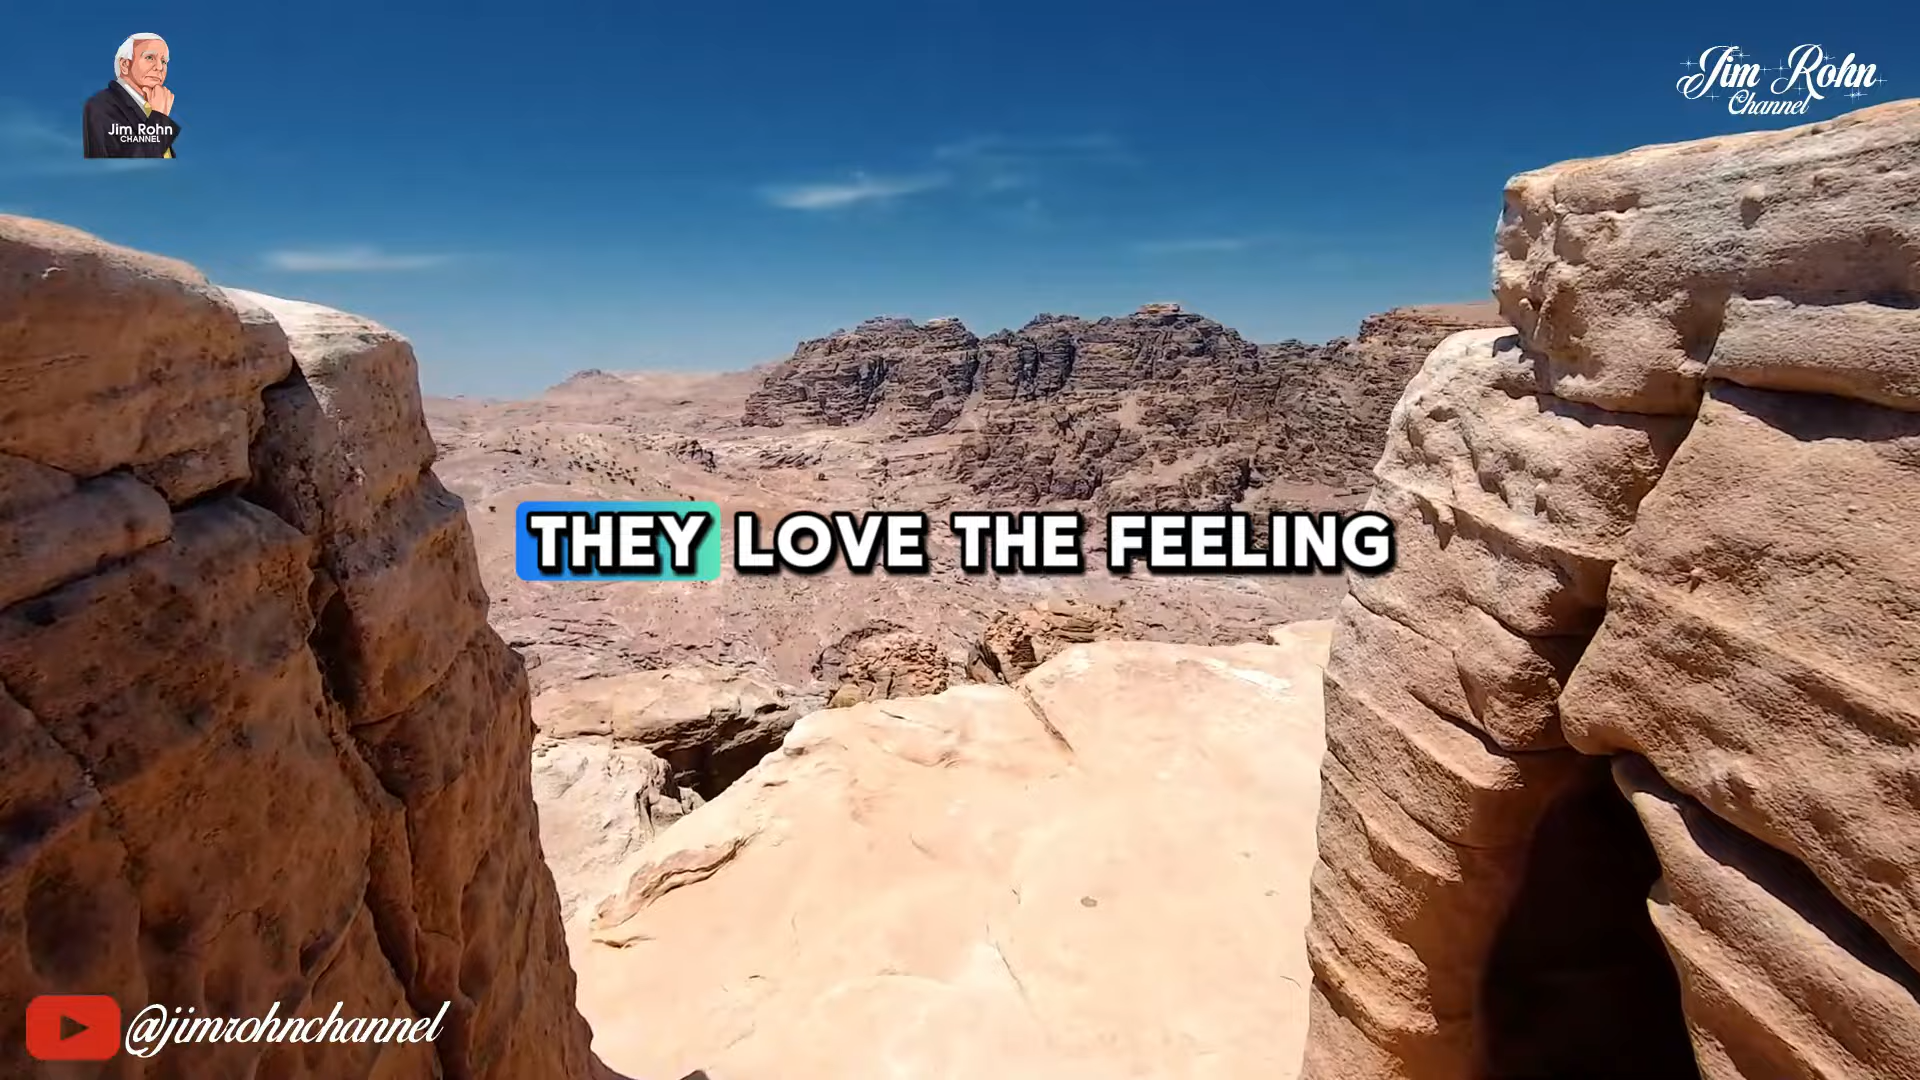 Jim Rohn
CHANNEL
Jim Rohn
Channel
THEY LOVE THE FEELING
@jimrohnchannel